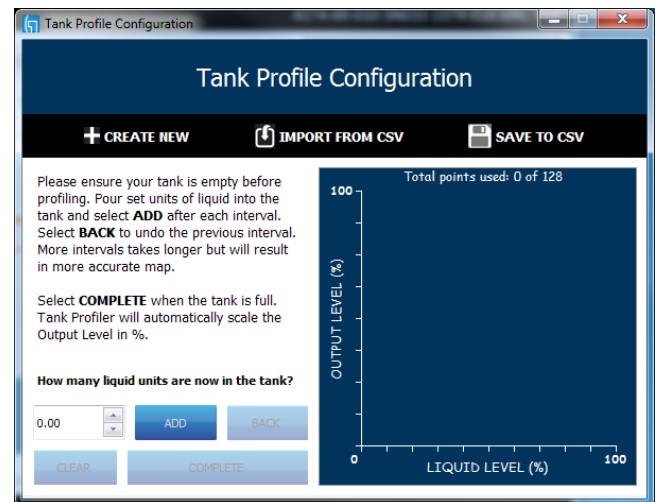 Tank Profile Configuration
Tank Profile Configuration
CREATE NEW
IMPORT FROM CSV
SAVE TO CSV
Please ensure your tank is empty before
profiling. Pour set units of liquid into the
tank and select ADD after each interval.
Select BACK to undo the previous interval.
More intervals takes longer but will result
in more accurate map.
Select COMPLETE when the tank is full.
Tank Profiler will automatically scale the
Output Level in %.
How many liquid units are now in the tank?
0.00
ADD
BACK
CLEAR
COMPLETE
Total points used: 0 of 128
100
OUTPUT LEVEL (%)
0
LIQUID LEVEL (%)
100